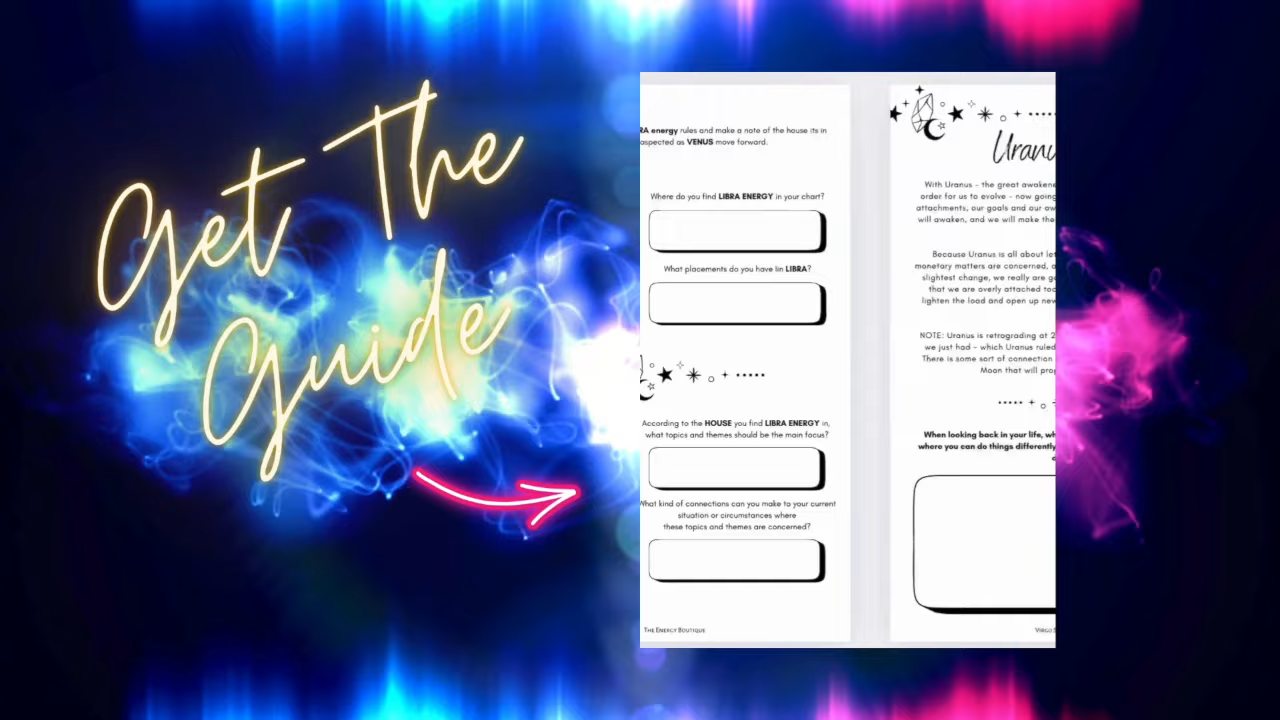 Get The
Guide
RA energy rules and make a note of the house its in
aspected as VENUS move forward.
Where do you find LIBRA ENERGY in your chart?
What placements do you have lin LIBRA?
According to the HOUSE you find LIBRA ENERGY in,
what topics and themes should be the main focus?
What kind of connections can you make to your current
situation or circumstances where
these topics and themes are concerned?
THE ENERGY BOUTIQUE
Uranu
With Uranus - the great awakene
order for us to evolve - now going
attachments, our goals and our ow
will awaken, and we will make the
Because Uranus is all about let
monetary matters are concerned, a
slightest change, we really are go
that we are overly attached too
lighten the load and open up new
NOTE: Uranus is retrograding at 2
we just had - which Uranus ruled
There is some sort of connection
Moon that will prop
When looking back in your life, wh
where you can do things differently
VIRGO S